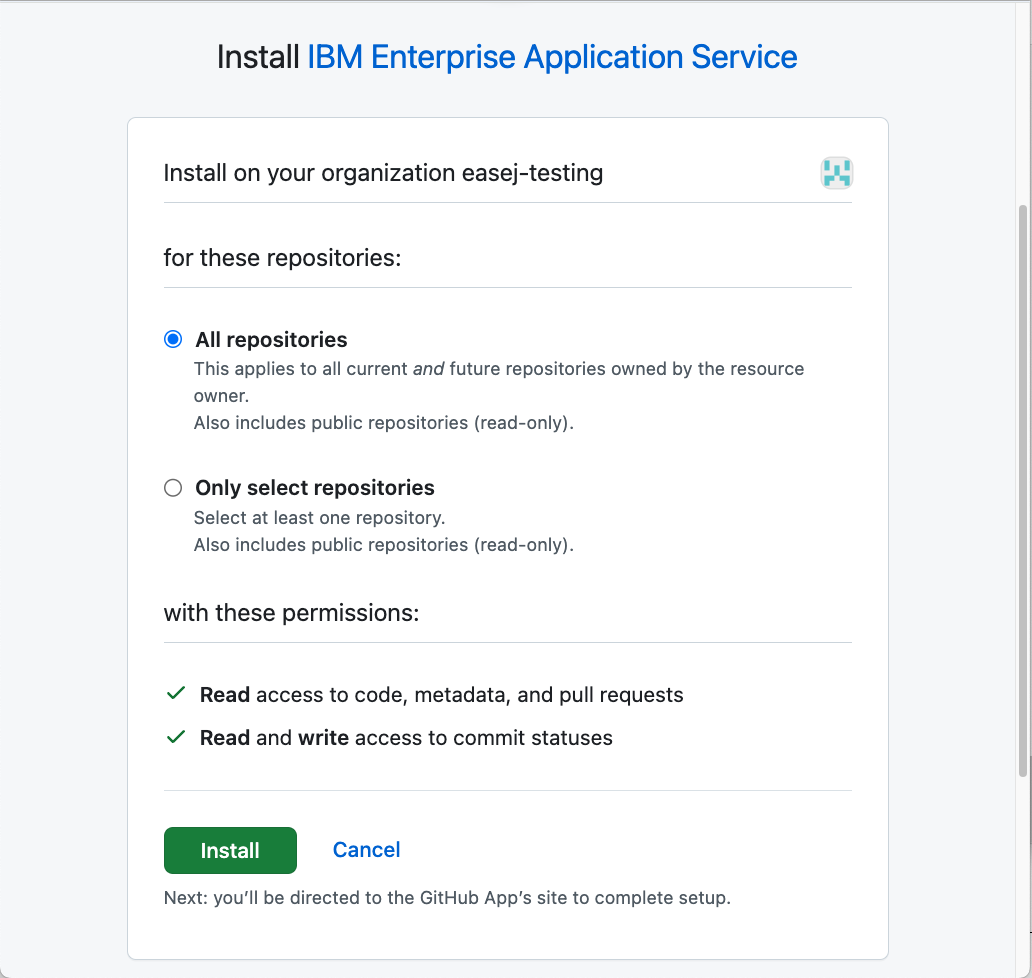 Install IBM Enterprise Application Service
Install on your organization easej-testing
for these repositories:
All repositories
This applies to all current and future repositories owned by the resource
owner.
Also includes public repositories (read-only).
Only select repositories
Select at least one repository.
Also includes public repositories (read-only).
with these permissions:
Read access to code, metadata, and pull requests
Read and write access to commit statuses
Install
Cancel
Next: you’ll be directed to the GitHub App’s site to complete setup.